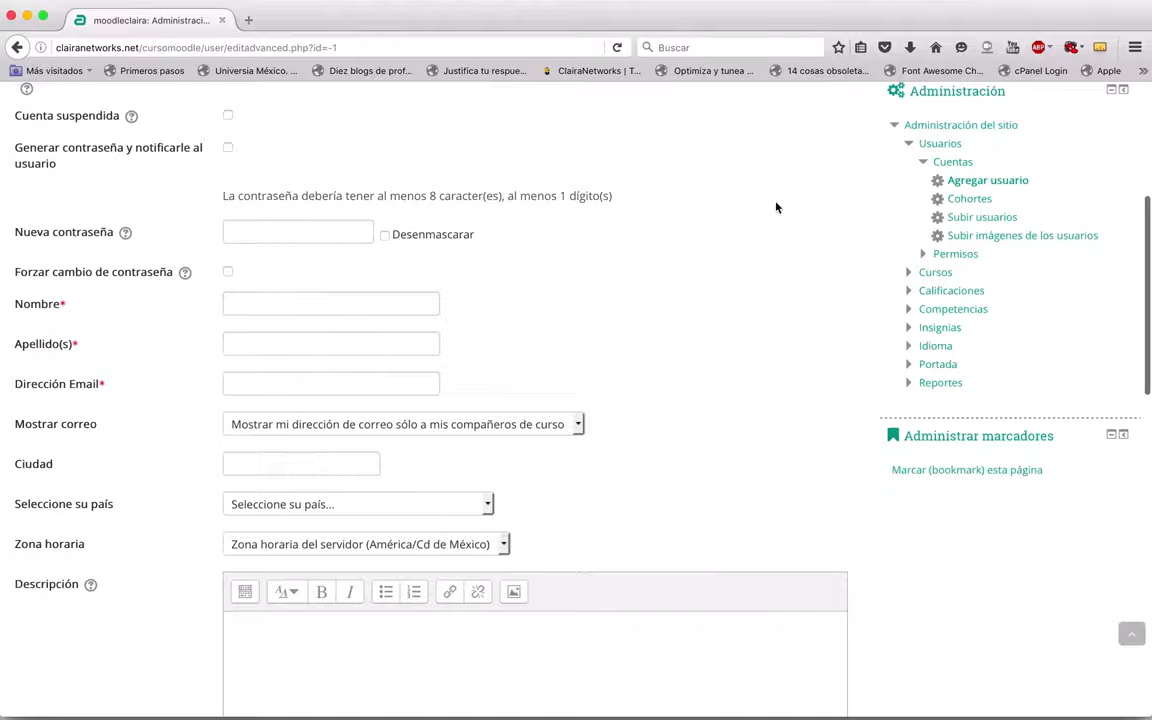 moodleclaira: Administraci...
clairanetworks.net/cursomoodle/user/editadvanced.php?id=-1
Buscar
Más visitados
Primeros pasos
Universia México. ...
Diez blogs de prof...
Justifica tu respue...
ClairaNetworks | T...
Optimiza y tunea ...
14 cosas obsoleta...
Font Awesome Ch...
cPanel Login
Apple
Cuenta suspendida
Generar contraseña y notificarle al
usuario
La contraseña debería tener al menos 8 caracter(es), al menos 1 dígito(s)
Nueva contraseña
Desenmascarar
Forzar cambio de contraseña
Nombre*
Apellido(s)*
Dirección Email*
Mostrar correo
Mostrar mi dirección de correo sólo a mis compañeros de curso
Ciudad
Seleccione su país
Seleccione su país...
Zona horaria
Zona horaria del servidor (América/Cd de México)
Descripción
B
I
Administración
Administración del sitio
Usuarios
Cuentas
Agregar usuario
Cohortes
Subir usuarios
Subir imágenes de los usuarios
Permisos
Cursos
Calificaciones
Competencias
Insignias
Idioma
Portada
Reportes
Administrar marcadores
Marcar (bookmark) esta página